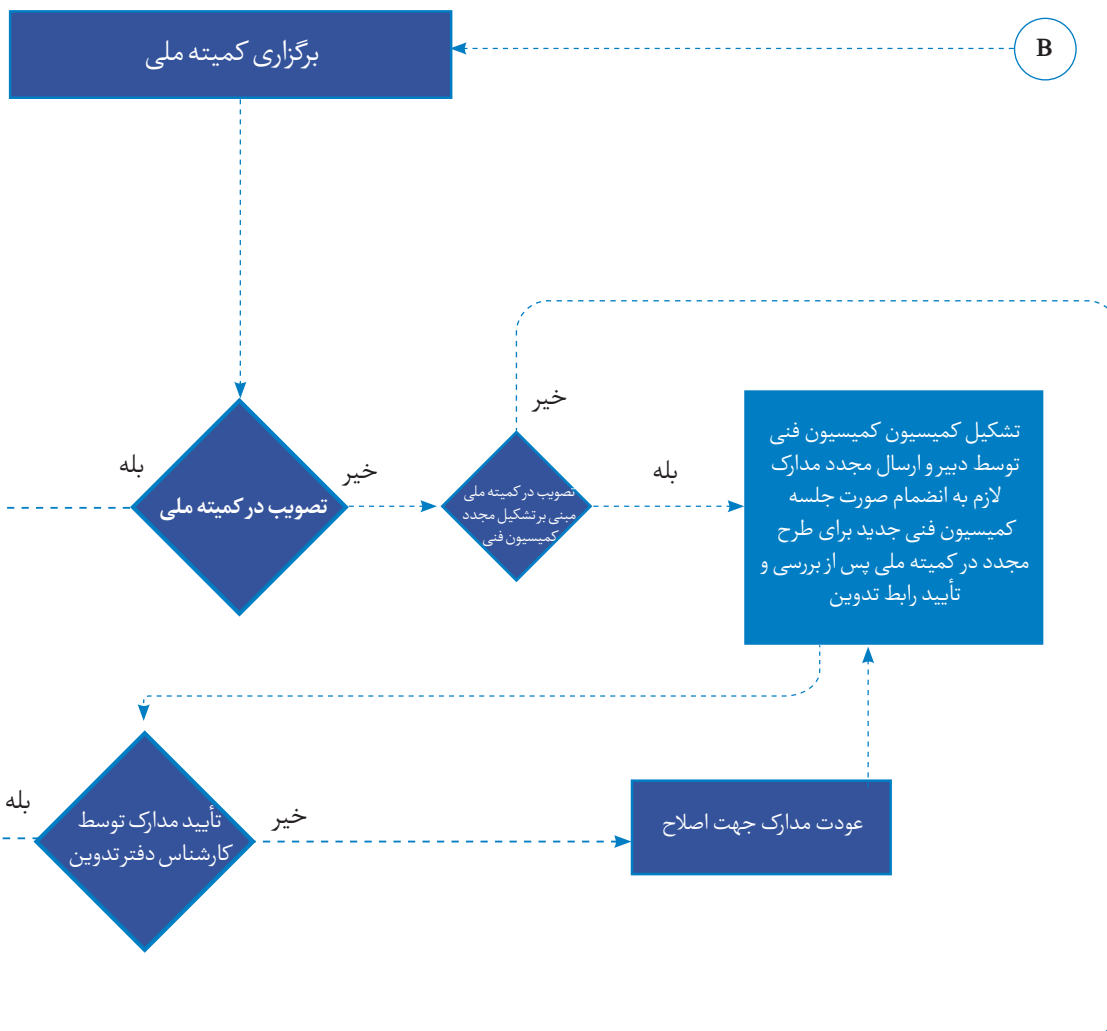 B
برگزاری کمیته ملی
خیر
تشکیل کمیسیون کمیسیون فنی
توسط دبیر و ارسال مجدد مدارک
لازم به انضمام صورت جلسه
کمیسیون فنی جدید برای طرح
مجدد در کمیته ملی پس از بررسی و
تأیید رابط تدوین
بله
تصویب در کمیته ملی
مبنی بر تشکیل مجدد
کمیسیون فنی
خیر
تصویب در کمیته ملی
بله
عودت مدارک جهت اصلاح
خیر
تأیید مدارک توسط
کارشناس دفتر تدوین
بله